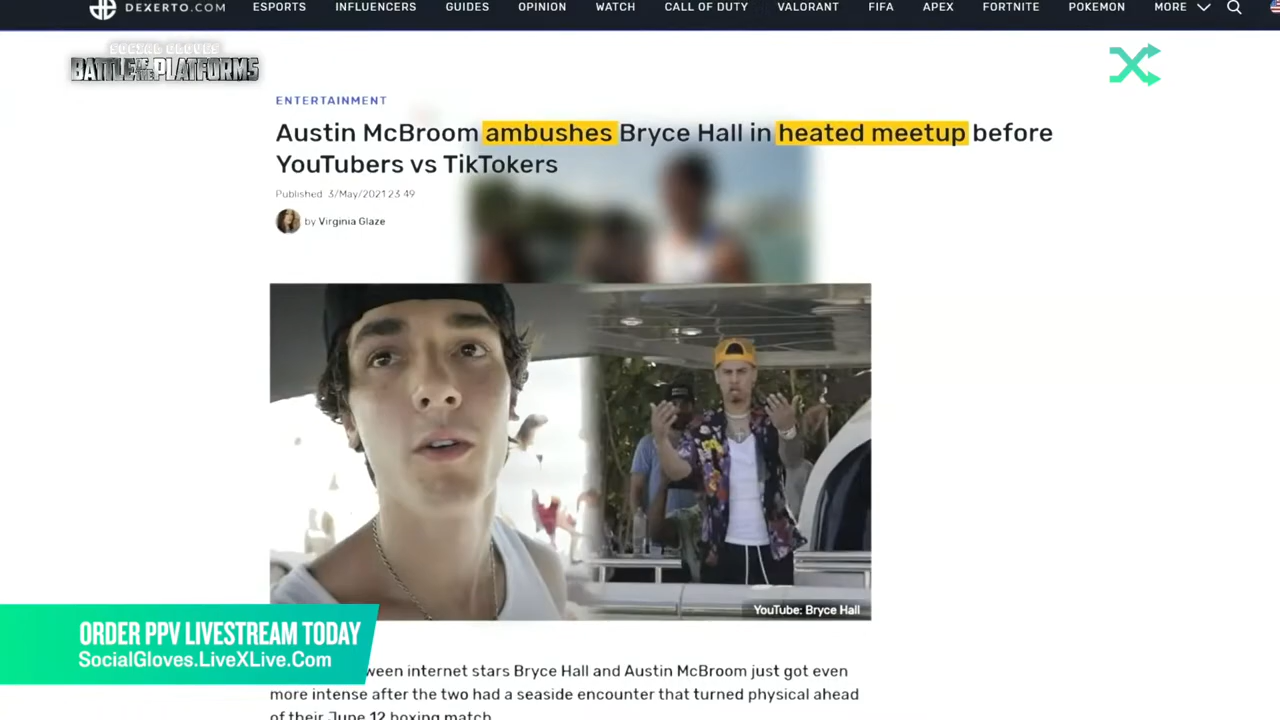 DEXERTO.COM
ESPORTS
INFLUENCERS
GUIDES
OPINION
WATCH
CALL OF DUTY
VALORANT
FIFA
APEX
FORTNITE
POKEMON
MORE
SOCIAL GLOVES
BATTLE OF THE PLATFORMS
ENTERTAINMENT
Austin McBroom ambushes Bryce Hall in heated meetup before
YouTubers vs TikTokers
Published 3/May/2021 23:49
by Virginia Glaze
YouTube: Bryce Hall
ORDER PPV LIVESTREAM TODAY
SocialGloves.LiveXLive.Com
internet stars Bryce Hall and Austin McBroom just got even
more intense after the two had a seaside encounter that turned physical ahead
of their June 12 boxing match